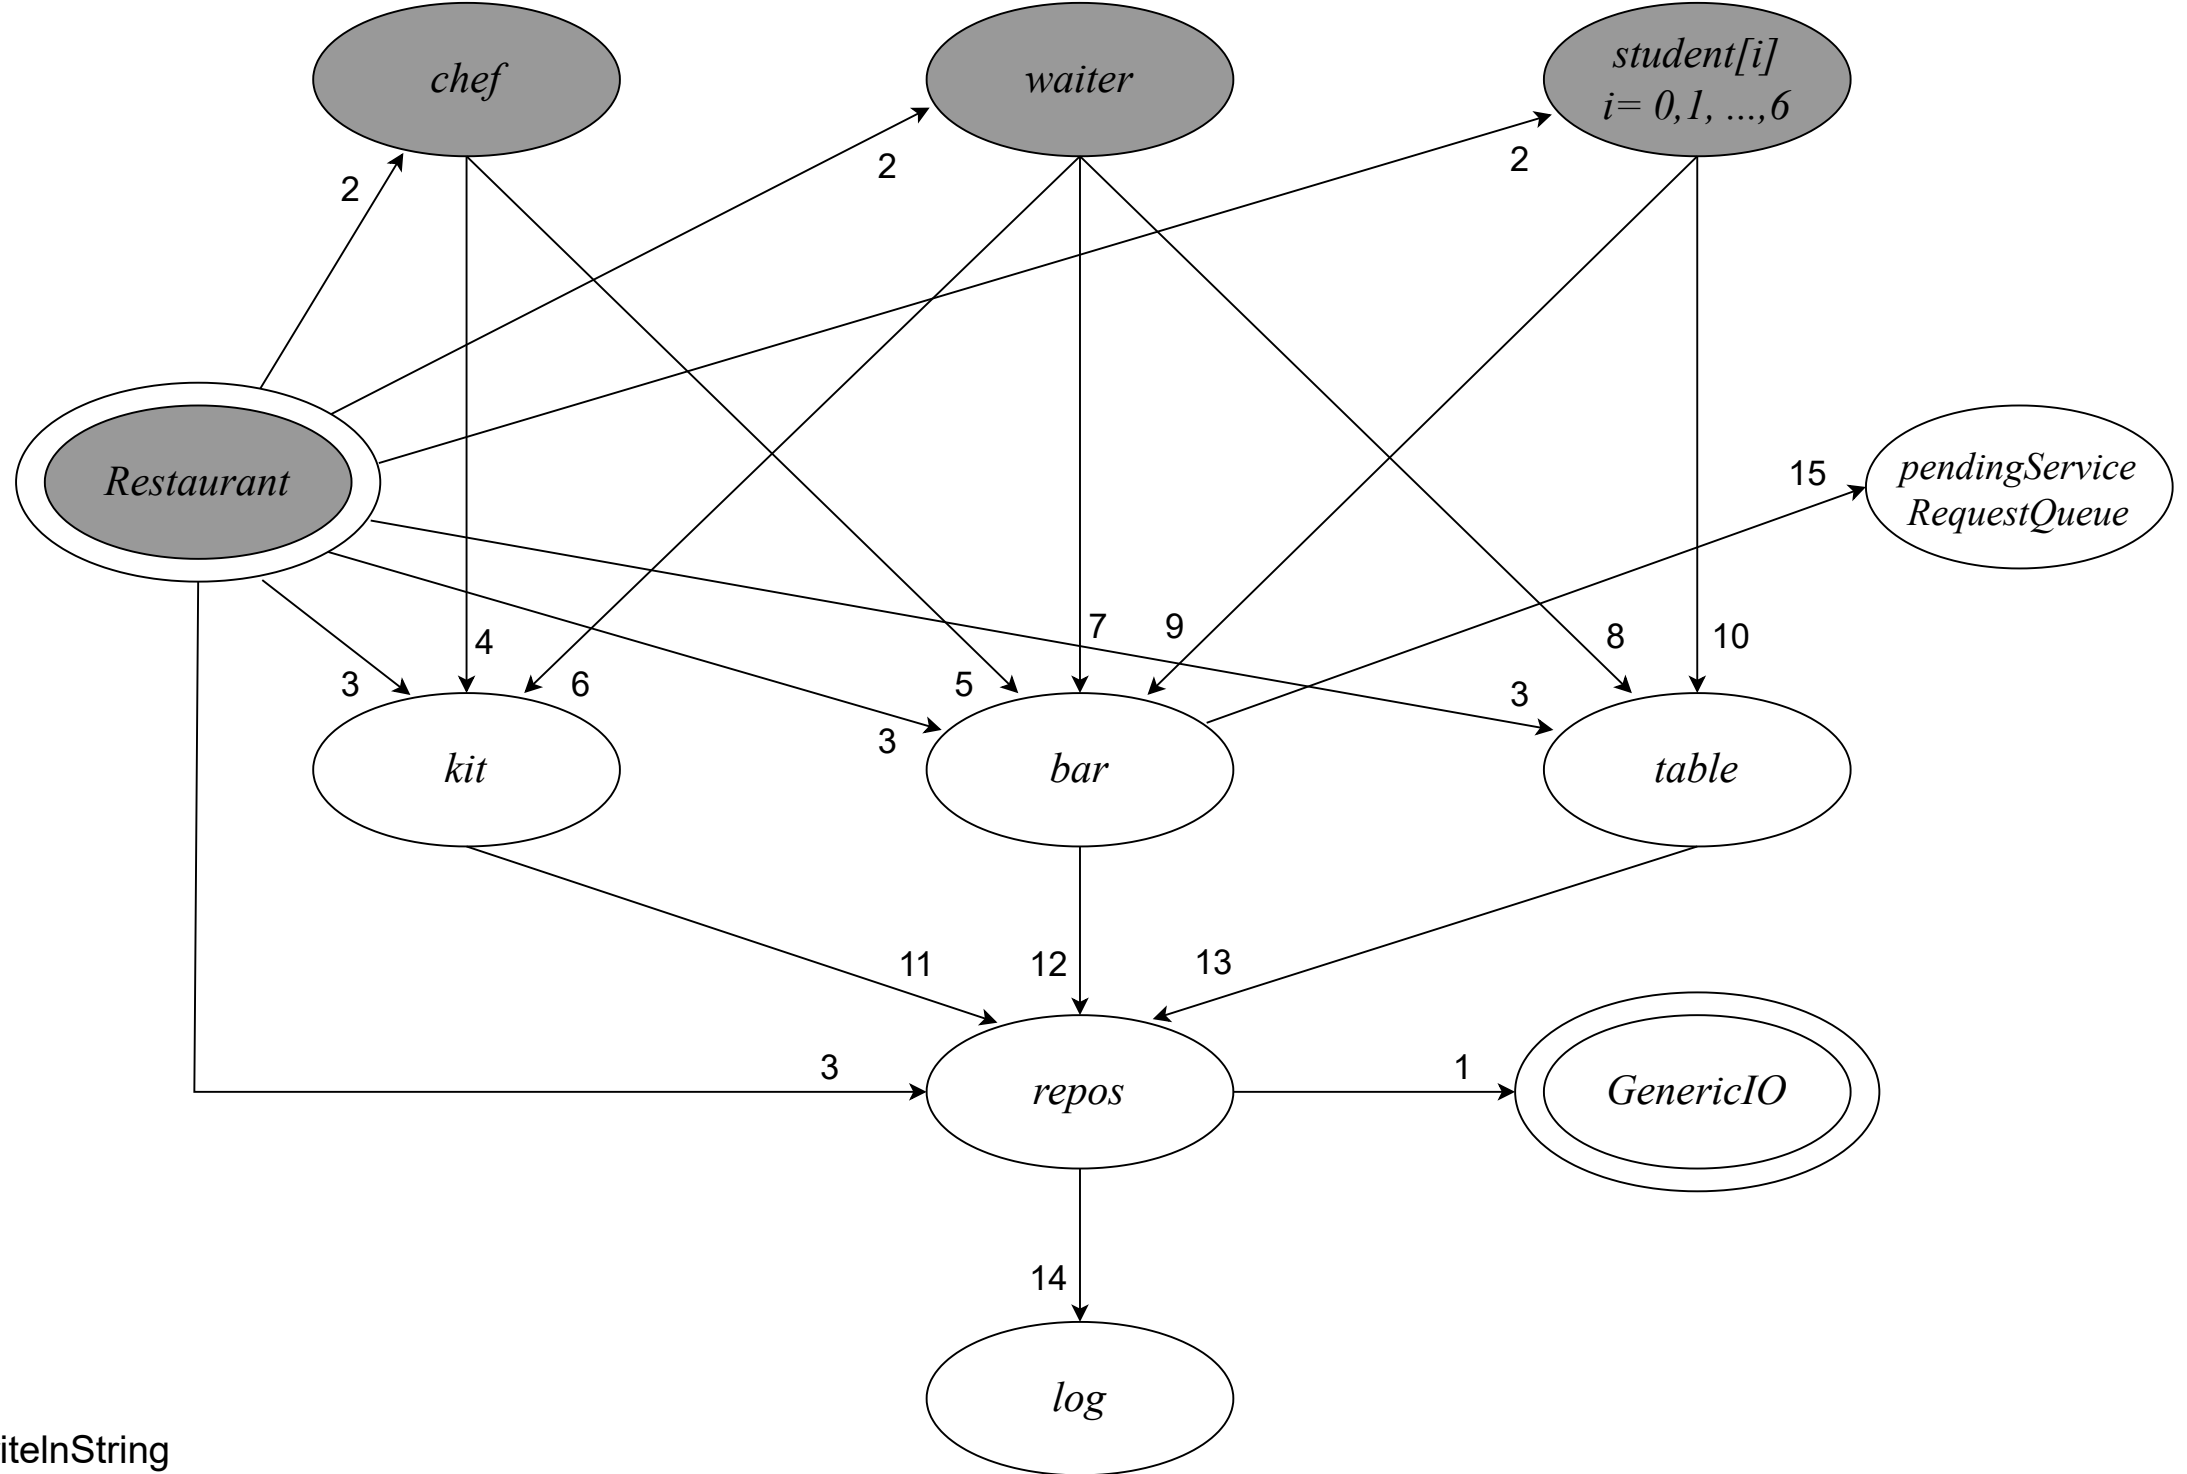 chef
waiter
student[i]
i= 0,1, ...,6
2
2
2
Restaurant
15
pendingService
RequestQueue
4
7
9
8
10
3
6
5
3
3
kit
bar
table
11
12
13
3
1
repos
GenericIO
14
log
iteInString